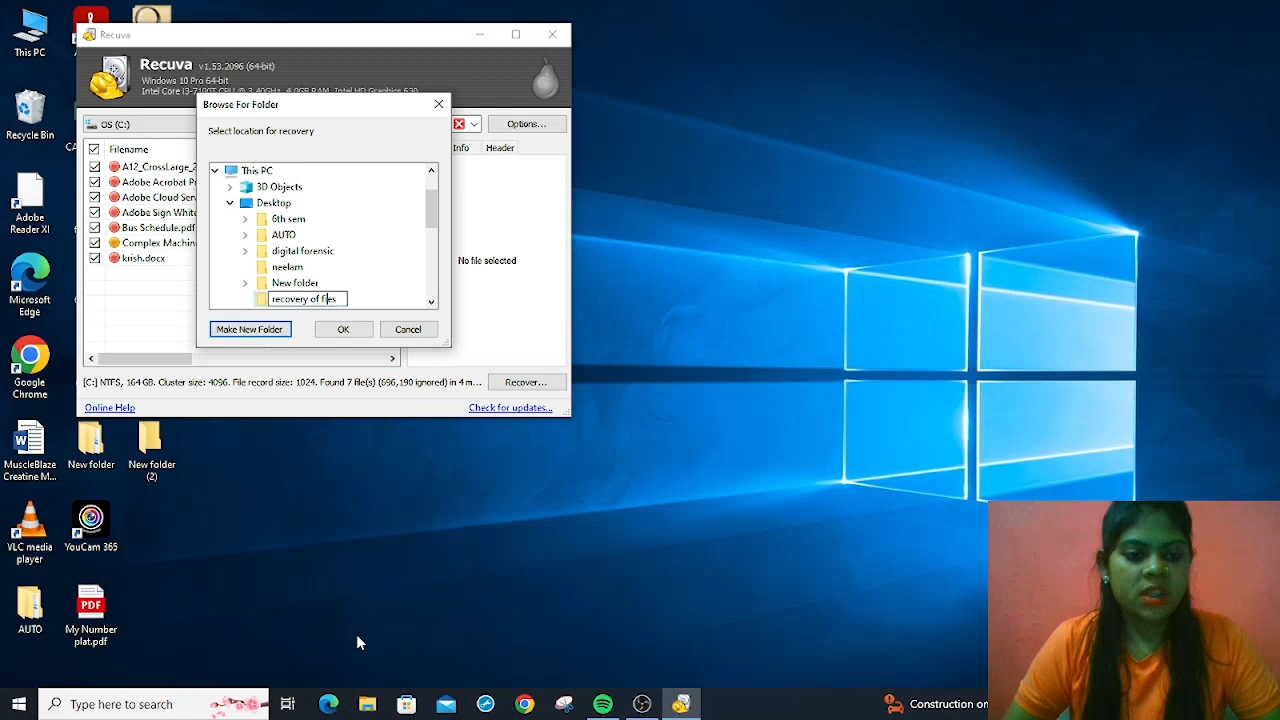 This PC
Recuva
Recuva v1.53.2096 (64-bit)
Windows 10 Pro 64-bit
Intel Core i3-7100T CPU @ 3.40GHz, 4.0GB RAM, Intel HD Graphics 630
Browse For Folder
Select location for recovery
OS (C:)
Options...
Filename
Info
Header
A12_CrossLarge_2
Adobe Acrobat Pr
Adobe Cloud Serv
Adobe Sign White
Bus Schedule.pdf
Complex Machin
krish.docx
This PC
3D Objects
Desktop
6th sem
AUTO
digital forensic
neelam
New folder
recovery of fies
No file selected
Make New Folder
OK
Cancel
[C:] NTFS, 164 GB. Cluster size: 4096. File record size: 1024. Found 7 file(s) (696,190 ignored) in 4 m...
Recover...
Online Help
Check for updates...
Recycle Bin
Adobe
Reader XI
Microsoft
Edge
Google
Chrome
MuscleBlaze
Creatine M...
New folder
New folder
(2)
VLC media
player
YouCam 365
AUTO
PDF
My Number
plat.pdf
Type here to search
Construction on